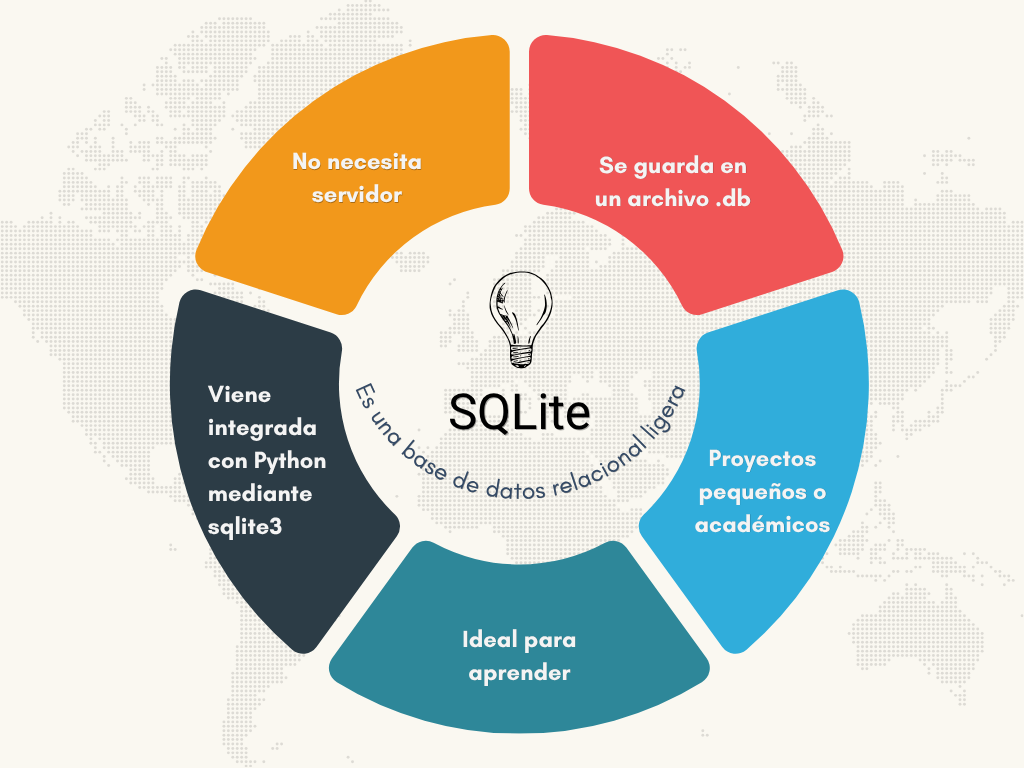 No necesita
servidor
Se guarda en
un archivo .db
SQLite
Es una base de datos relacional ligera
Viene
integrada
con Python
mediante
sqlite3
Proyectos
pequeños o
académicos
Ideal para
aprender